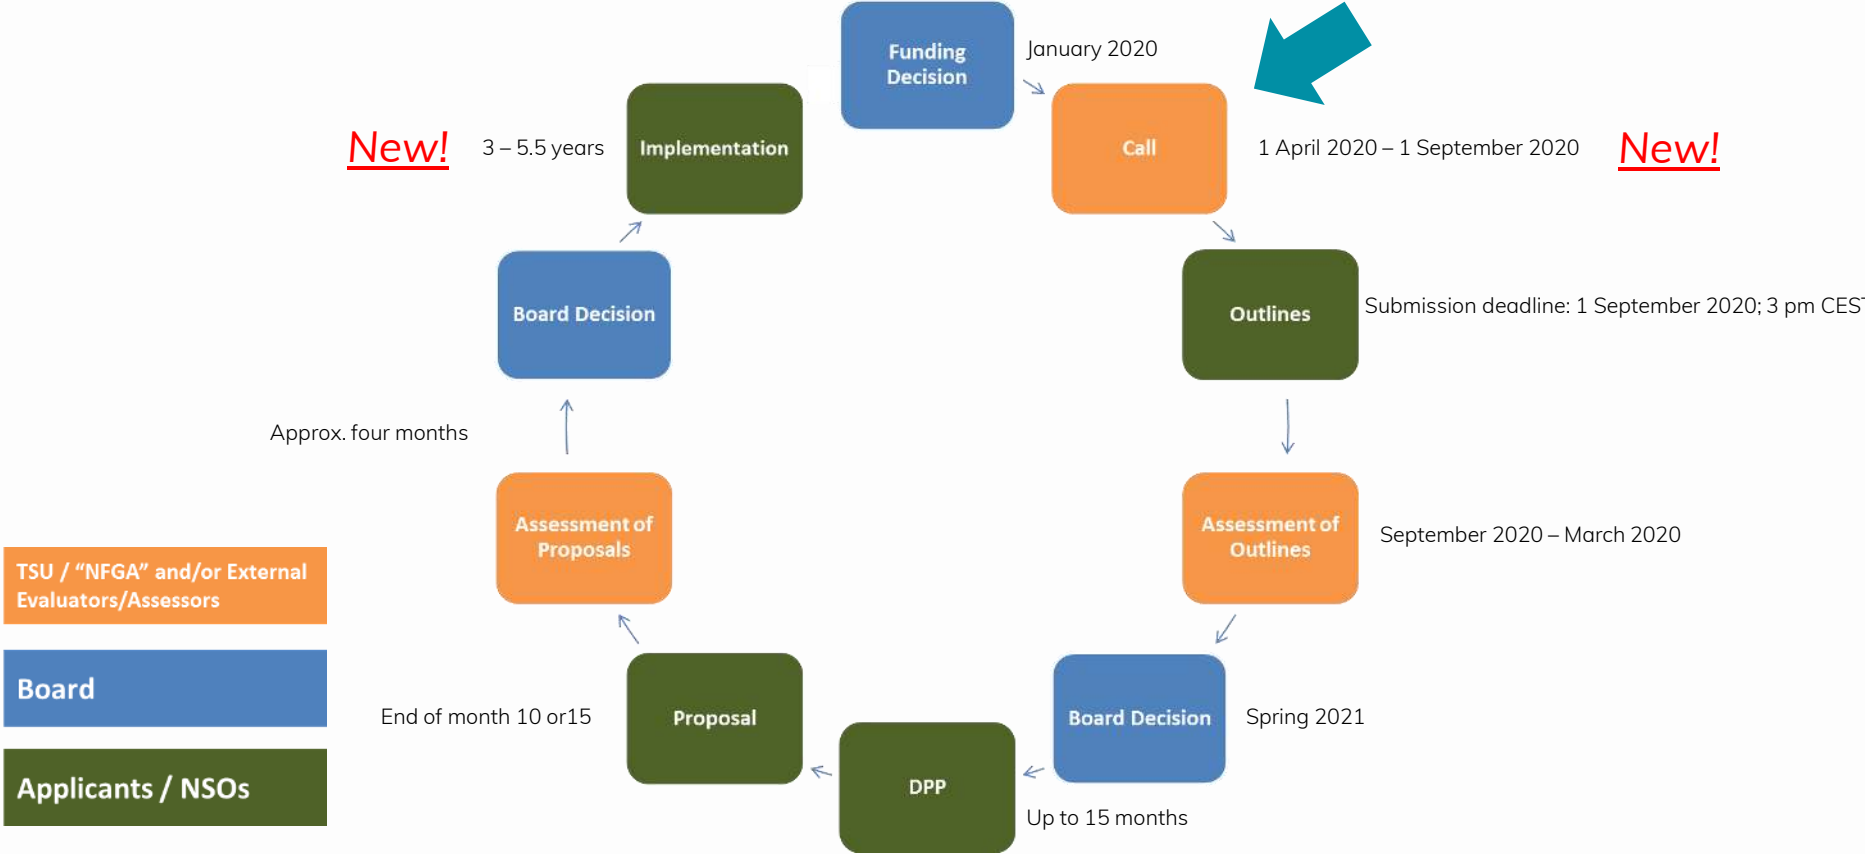 Funding
Decision
January 2020
Call
1 April 2020 – 1 September 2020
New!
Outlines
Submission deadline: 1 September 2020; 3 pm CEST
Assessment of
Outlines
September 2020 – March 2020
Board Decision
Spring 2021
DPP
Up to 15 months
Proposal
End of month 10 or15
Assessment of
Proposals
Approx. four months
Board Decision
Implementation
3 – 5.5 years
New!
TSU / “NFGA” and/or External
Evaluators/Assessors
Board
Applicants / NSOs